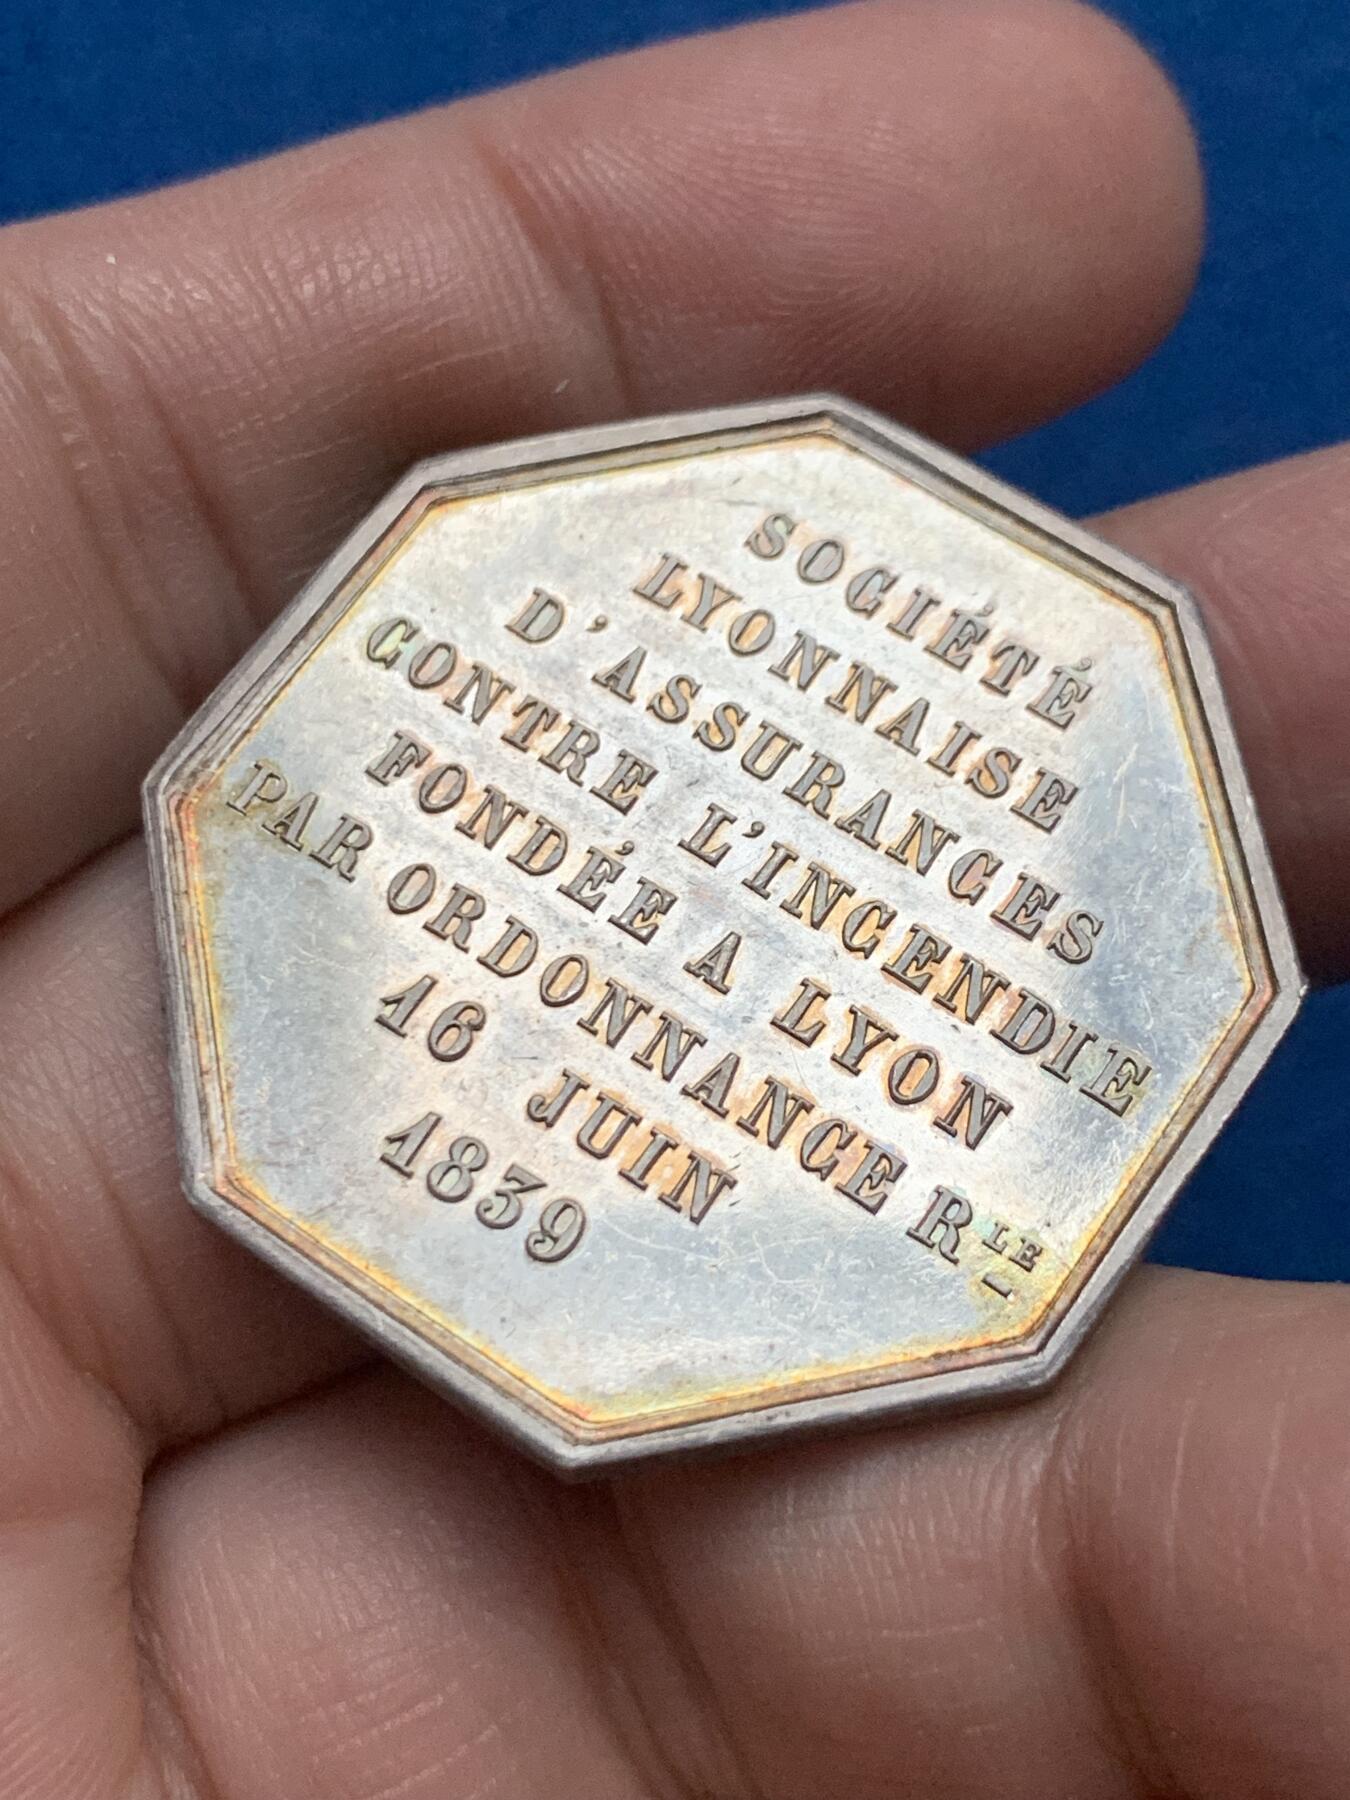 SOCIÉTÉ
LYONNAISE
D'ASSURANCES
CONTRE L'INCENDIE
FONDÉE A LYON
PAR ORDONNANCE RLE
16 JUIN
1839